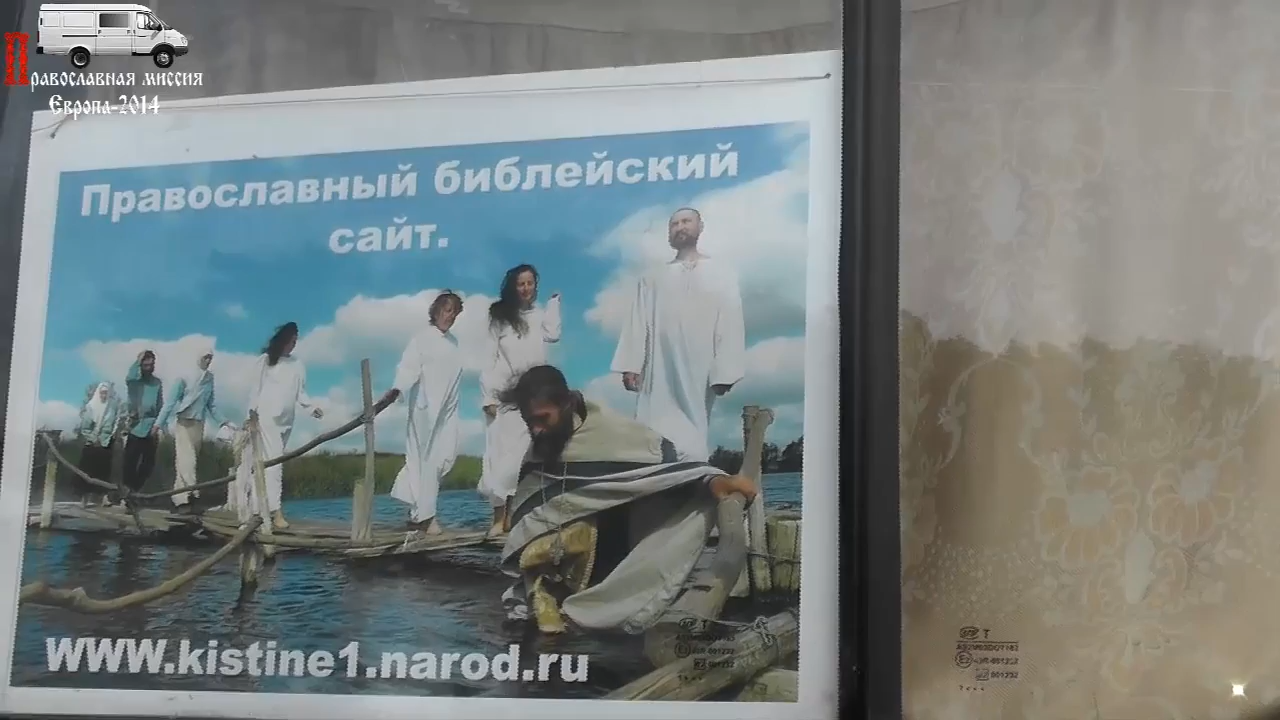 Православная миссия
Европа-2014
Православный библейский
сайт.
www.kistine1.narod.ru